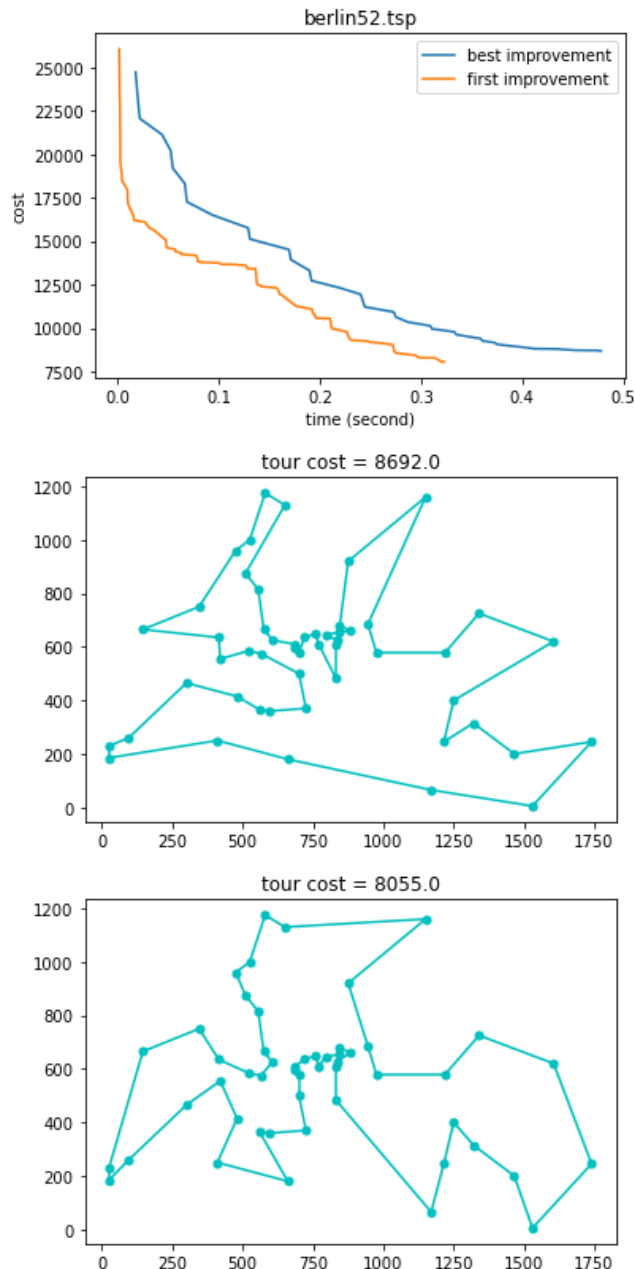 berlin52.tsp
25000
22500
20000
17500
15000
12500
10000
7500
cost
best improvement
first improvement
0.0 0.1 0.2 0.3 0.4 0.5
time (second)
tour cost = 8692.0
1200
1000
800
600
400
200
0
0 250 500 750 1000 1250 1500 1750
tour cost = 8055.0
1200
1000
800
600
400
200
0
0 250 500 750 1000 1250 1500 1750